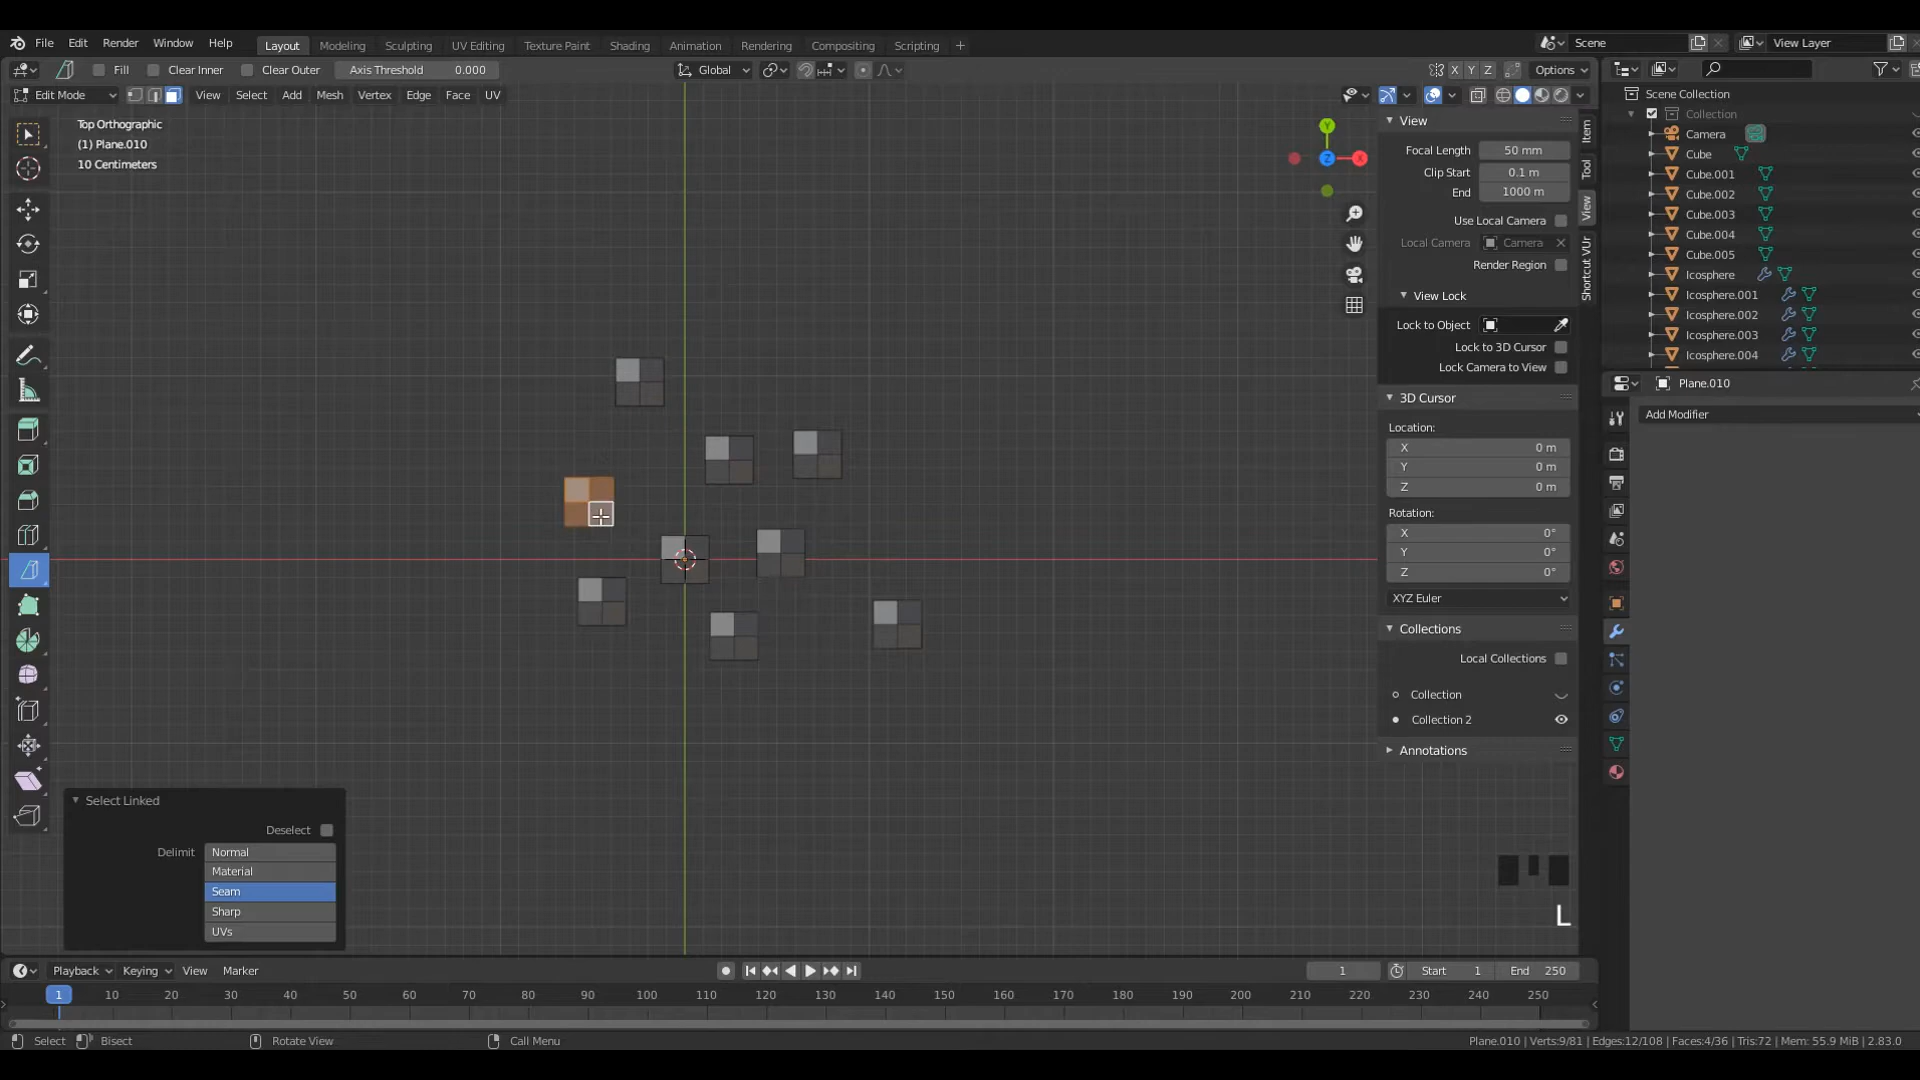 File Edit Render Window Help Layout Modeling Sculpting UV Editing Texture Paint Shading Animation Rendering Compositing Scripting + Scene View Layer
Fill Clear Inner Clear Outer Axis Threshold 0.000 Global X Y Z Options
Edit Mode View Select Add Mesh Vertex Edge Face UV
Top Orthographic
(1) Plane.010
10 Centimeters
Y
Z
X
View
Focal Length 50 mm
Clip Start 0.1 m
End 1000 m
Use Local Camera
Local Camera Camera
Render Region
View Lock
Lock to Object
Lock to 3D Cursor
Lock Camera to View
3D Cursor
Location:
X 0 m
Y 0 m
Z 0 m
Rotation:
X 0°
Y 0°
Z 0°
XYZ Euler
Collections
Local Collections
Collection
Collection 2
Annotations
Item
Tool
View
Shortcut VUr
Scene Collection
Collection
Camera
Cube
Cube.001
Cube.002
Cube.003
Cube.004
Cube.005
Icosphere
Icosphere.001
Icosphere.002
Icosphere.003
Icosphere.004
Plane.010
Add Modifier
Select Linked
Deselect
Delimit Normal
Material
Seam
Sharp
UVs
L
Playback Keying View Marker 1 Start 1 End 250
1 10 20 30 40 50 60 70 80 90 100 110 120 130 140 150 160 170 180 190 200 210 220 230 240 250
Select Bisect Rotate View Call Menu Plane.010 | Verts:9/81 | Edges:12/108 | Faces:4/36 | Tris:72 | Mem: 55.9 MiB | 2.83.0